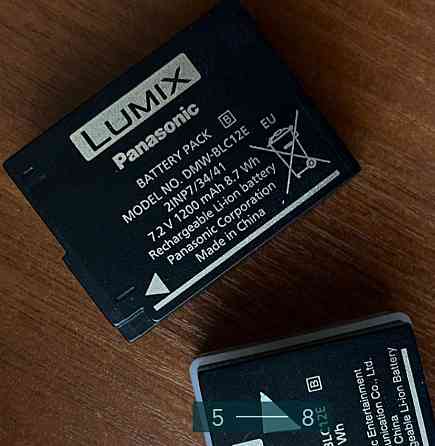 LUMIX
Panasonic
BATTERY PACK B
MODEL NO. DMW-BLC12E EU
2INP7/34/41
7.2 V 1200 mAh 8.7 Wh
Rechargeable Li-ion battery
Panasonic Corporation
Made in China
B
BLC12E
Wh
Entertainment
unication Co., Ltd.
China
geable Li-ion Battery
5 8